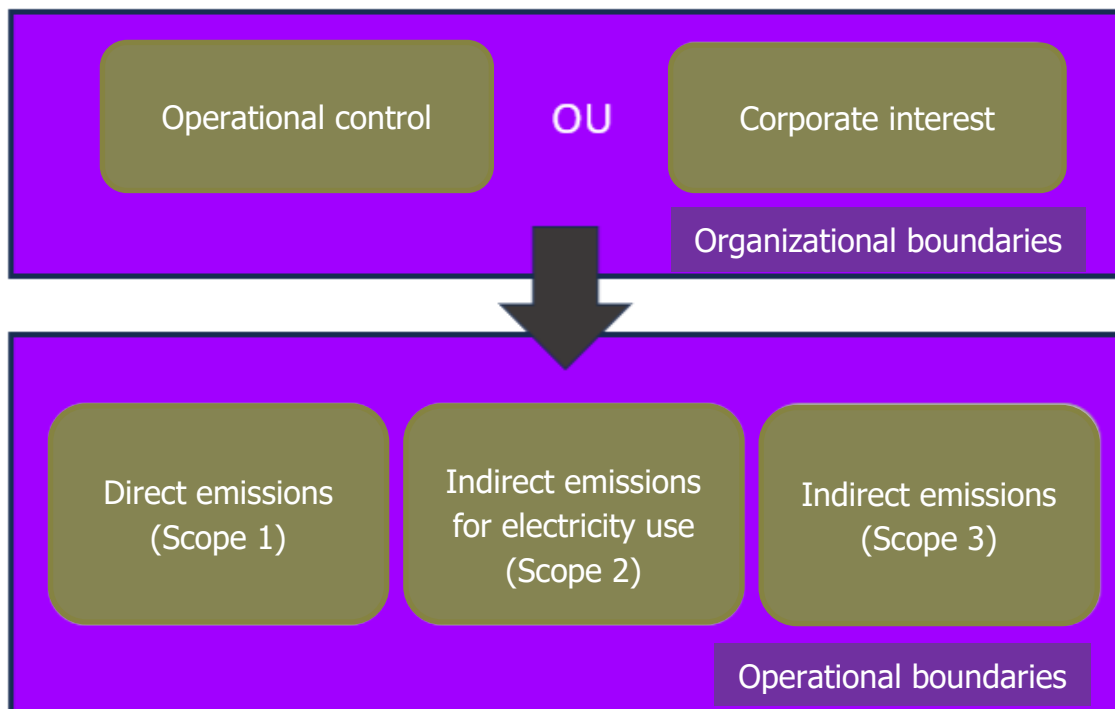 Operational control
OU
Corporate interest
Organizational boundaries
Direct emissions
(Scope 1)
Indirect emissions
for electricity use
(Scope 2)
Indirect emissions
(Scope 3)
Operational boundaries